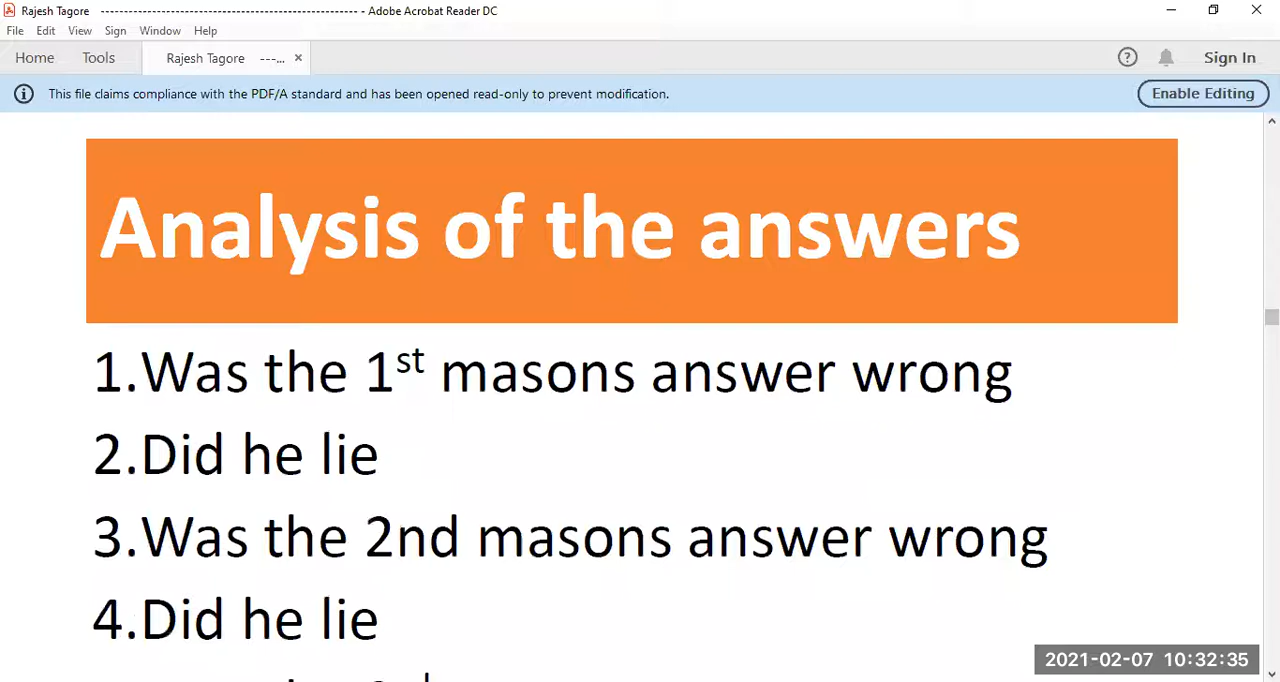 Rajesh Tagore ------------------------------------------------ - Adobe Acrobat Reader DC
File Edit View Sign Window Help
Home Tools Rajesh Tagore ---... × Sign In
This file claims compliance with the PDF/A standard and has been opened read-only to prevent modification. Enable Editing
Analysis of the answers
1.Was the 1st masons answer wrong
2.Did he lie
3.Was the 2nd masons answer wrong
4.Did he lie
2021-02-07 10:32:35